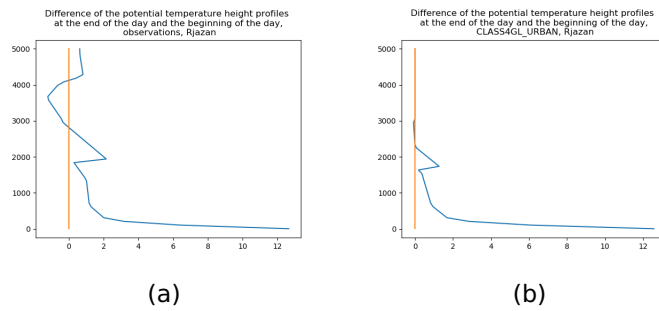 Difference of the potential temperature height profiles
at the end of the day and the beginning of the day,
observations, Rjazan
5000
4000
3000
2000
1000
0
0 2 4 6 8 10 12
(a)
Difference of the potential temperature height profiles
at the end of the day and the beginning of the day,
CLASS4GL_URBAN, Rjazan
5000
4000
3000
2000
1000
0
0 2 4 6 8 10 12
(b)